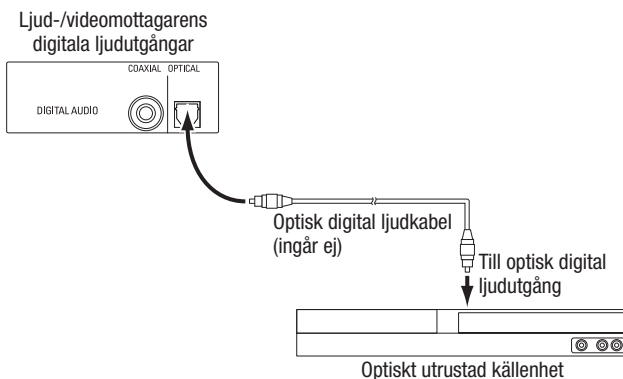 Ljud-/videomottagarens
digitala ljudutgångar
COAXIAL OPTICAL
DIGITAL AUDIO
Optisk digital ljudkabel
(ingår ej)
Till optisk digital
ljudutgång
Optiskt utrustad källenhet